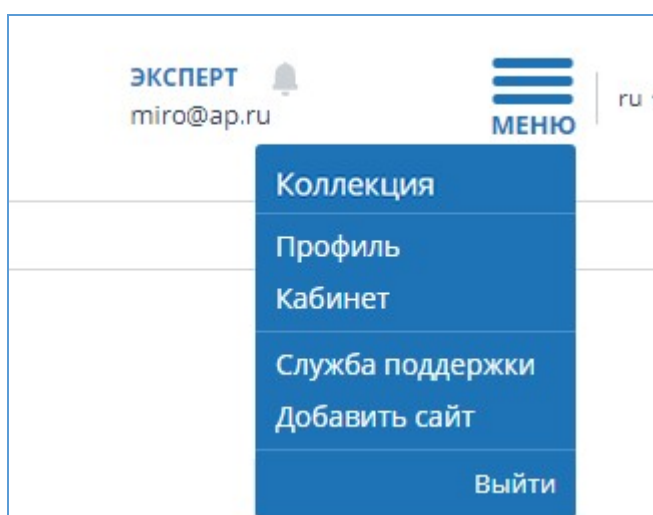 ЭКСПЕРТ
miro@ap.ru
МЕНЮ
ru
Коллекция
Профиль
Кабинет
Служба поддержки
Добавить сайт
Выйти